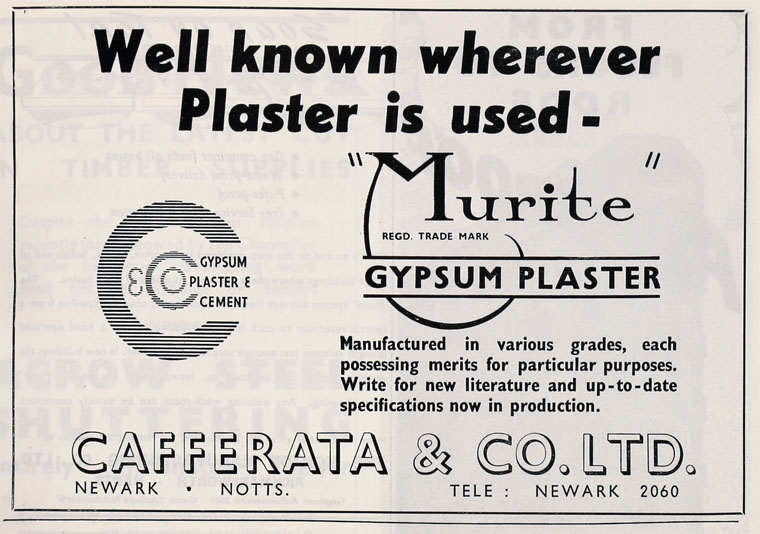 Well known wherever
Plaster is used -
"Murite"
REGD. TRADE MARK
GYPSUM PLASTER
C & CO
GYPSUM
PLASTER &
CEMENT
Manufactured in various grades, each
possessing merits for particular purposes.
Write for new literature and up-to-date
specifications now in production.
CAFFERATA & CO. LTD.
NEWARK • NOTTS.
TELE : NEWARK 2060